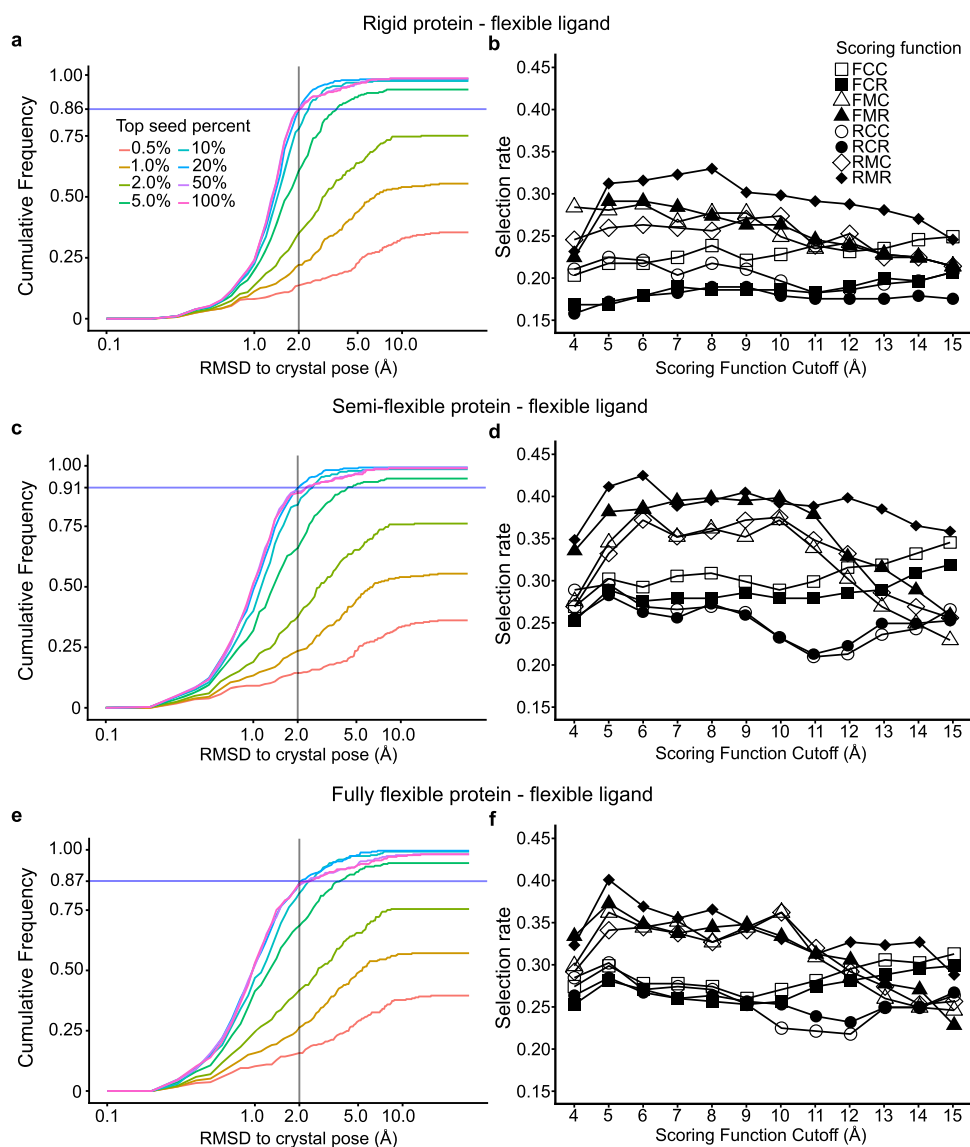 Rigid protein - flexible ligand
a
Cumulative Frequency
1.00
0.86
0.75
0.50
0.25
0
Top seed percent
0.5% 10%
1.0% 20%
2.0% 50%
5.0% 100%
0.1 1.0 2.0 5.0 10.0
RMSD to crystal pose (Å)
b
Selection rate
0.45
0.40
0.35
0.30
0.25
0.20
0.15
Scoring function
FCC
FCR
FMC
FMR
RCC
RCR
RMC
RMR
4 5 6 7 8 9 10 11 12 13 14 15
Scoring Function Cutoff (Å)
Semi-flexible protein - flexible ligand
c
Cumulative Frequency
1.00
0.91
0.75
0.50
0.25
0
0.1 1.0 2.0 5.0 10.0
RMSD to crystal pose (Å)
d
Selection rate
0.45
0.40
0.35
0.30
0.25
0.20
0.15
4 5 6 7 8 9 10 11 12 13 14 15
Scoring Function Cutoff (Å)
Fully flexible protein - flexible ligand
e
Cumulative Frequency
1.00
0.87
0.75
0.50
0.25
0
0.1 1.0 2.0 5.0 10.0
RMSD to crystal pose (Å)
f
Selection rate
0.45
0.40
0.35
0.30
0.25
0.20
0.15
4 5 6 7 8 9 10 11 12 13 14 15
Scoring Function Cutoff (Å)